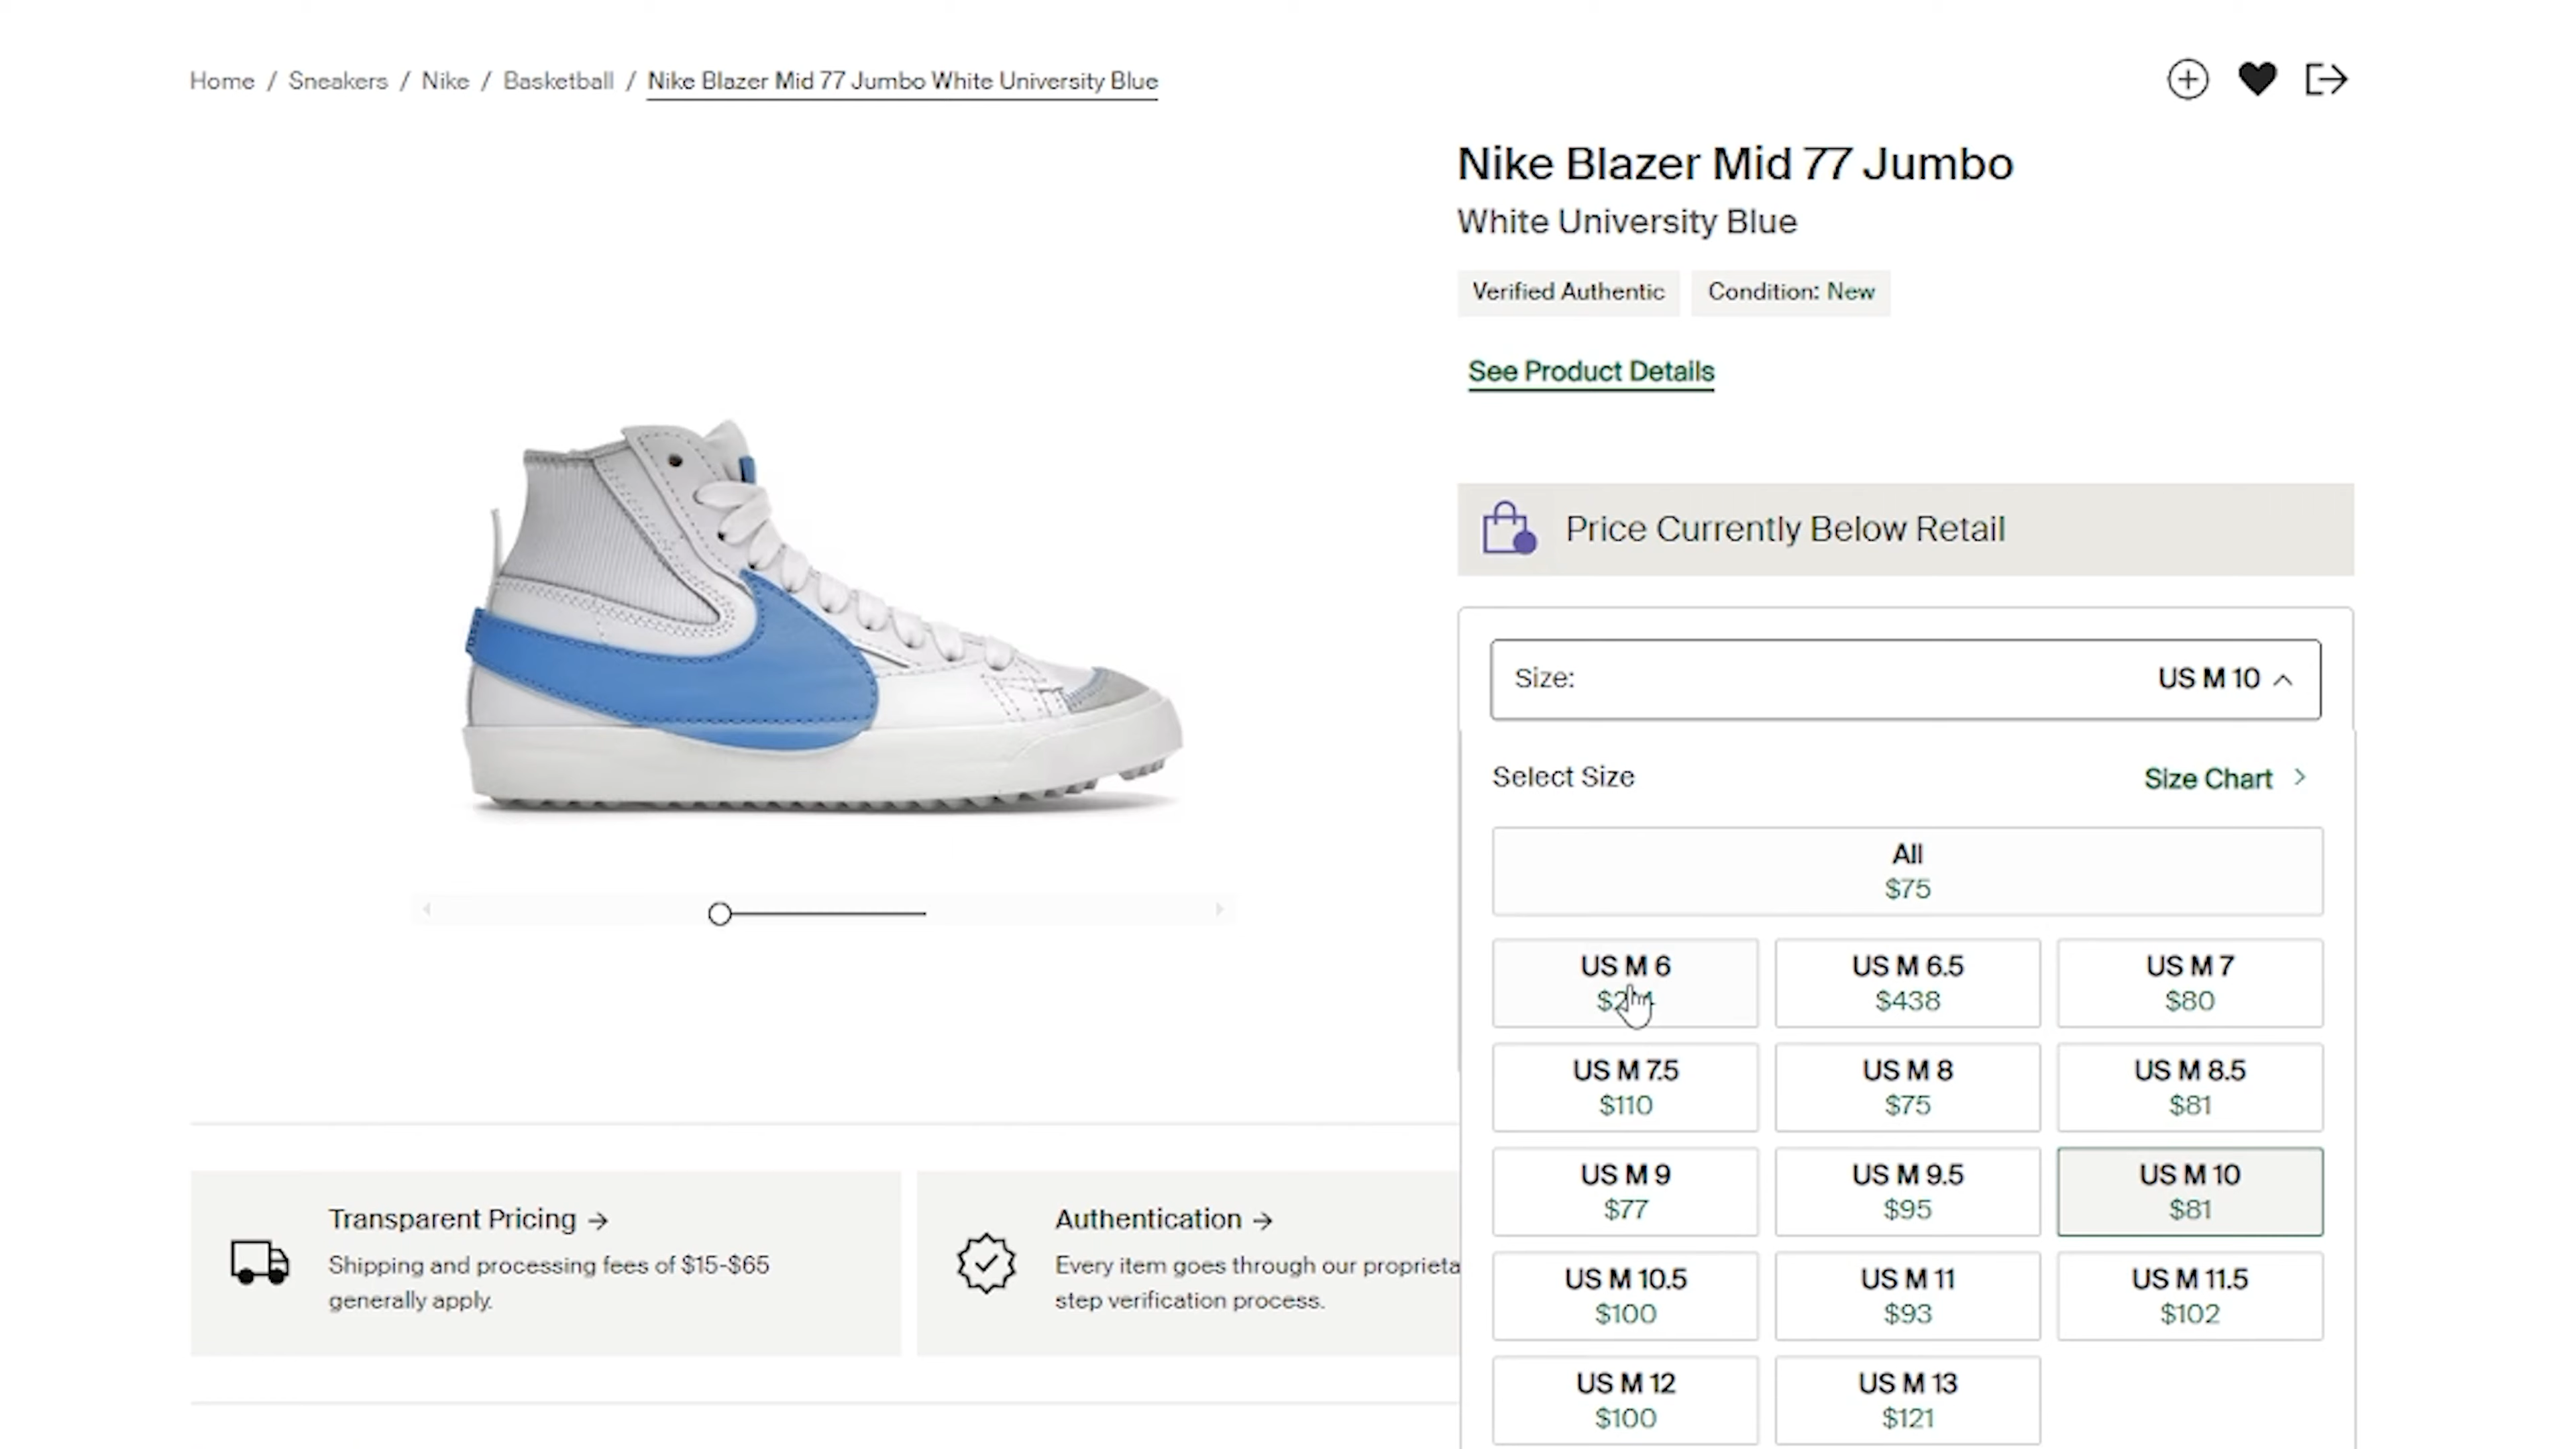 Home / Sneakers / Nike / Basketball / Nike Blazer Mid 77 Jumbo White University Blue
Nike Blazer Mid 77 Jumbo
White University Blue
Verified Authentic
Condition: New
See Product Details
Price Currently Below Retail
Size:
US M 10
Select Size
Size Chart
All
$75
US M 6
US M 6.5
$438
US M 7
$80
US M 7.5
$110
US M 8
$75
US M 8.5
$81
US M 9
$77
US M 9.5
$95
US M 10
$81
US M 10.5
$100
US M 11
$93
US M 11.5
$102
US M 12
$100
US M 13
$121
Transparent Pricing →
Shipping and processing fees of $15-$65
generally apply.
Authentication →
Every item goes through our proprieta
step verification process.